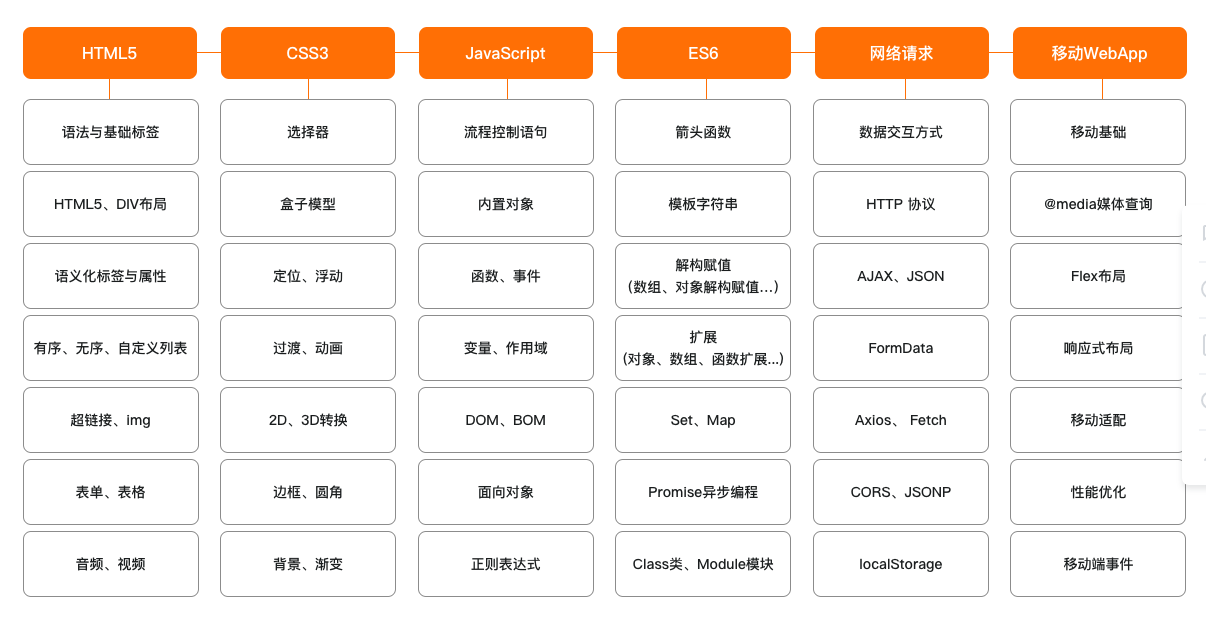 HTML5
CSS3
JavaScript
ES6
网络请求
移动WebApp
语法与基础标签
选择器
流程控制语句
箭头函数
数据交互方式
移动基础
HTML5、DIV布局
盒子模型
内置对象
模板字符串
HTTP 协议
@media媒体查询
语义化标签与属性
定位、浮动
函数、事件
解构赋值
（数组、对象解构赋值...）
AJAX、JSON
Flex布局
有序、无序、自定义列表
过渡、动画
变量、作用域
扩展
(对象、数组、函数扩展...)
FormData
响应式布局
超链接、img
2D、3D转换
DOM、BOM
Set、Map
Axios、 Fetch
移动适配
表单、表格
边框、圆角
面向对象
Promise异步编程
CORS、JSONP
性能优化
音频、视频
背景、渐变
正则表达式
Class类、Module模块
localStorage
移动端事件